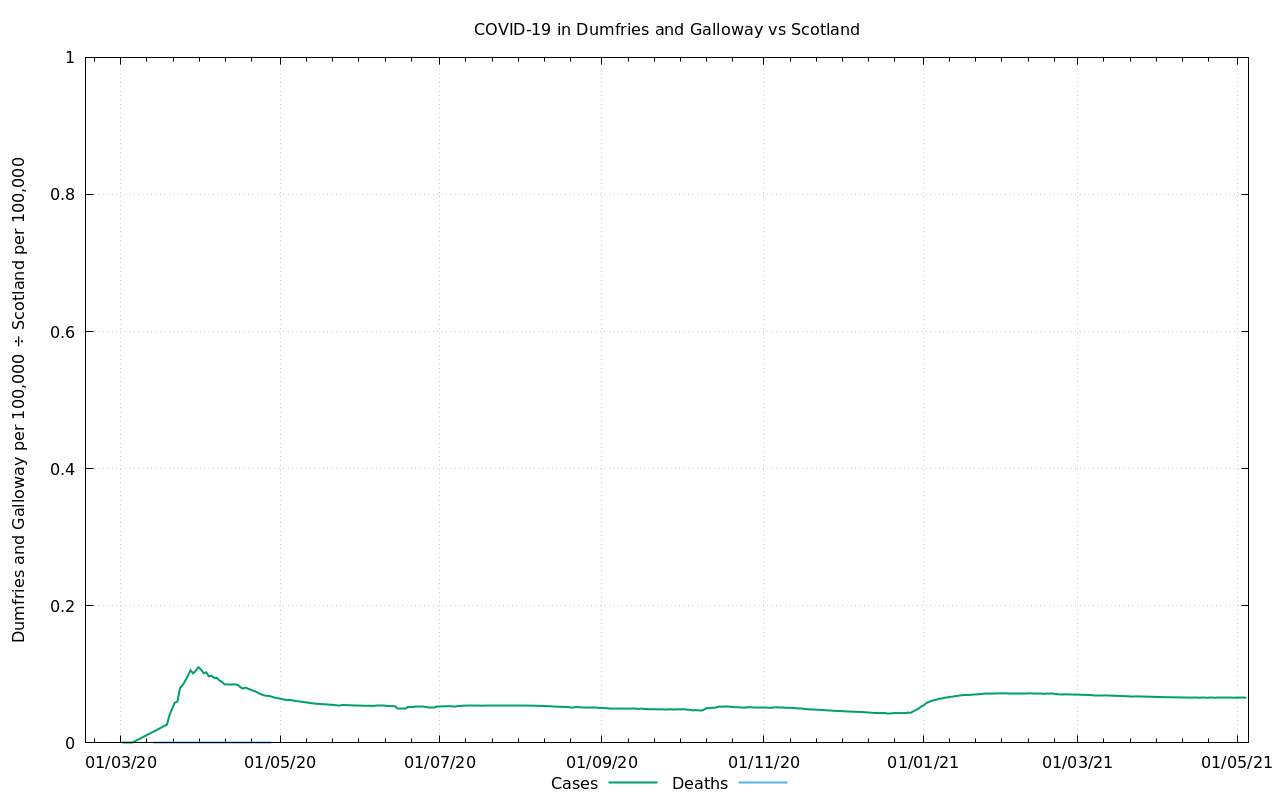 COVID-19 in Dumfries and Galloway vs Scotland
Dumfries and Galloway per 100,000 ÷ Scotland per 100,000
1
0.8
0.6
0.4
0.2
0
01/03/20 01/05/20 01/07/20 01/09/20 01/11/20 01/01/21 01/03/21 01/05/21
Cases Deaths